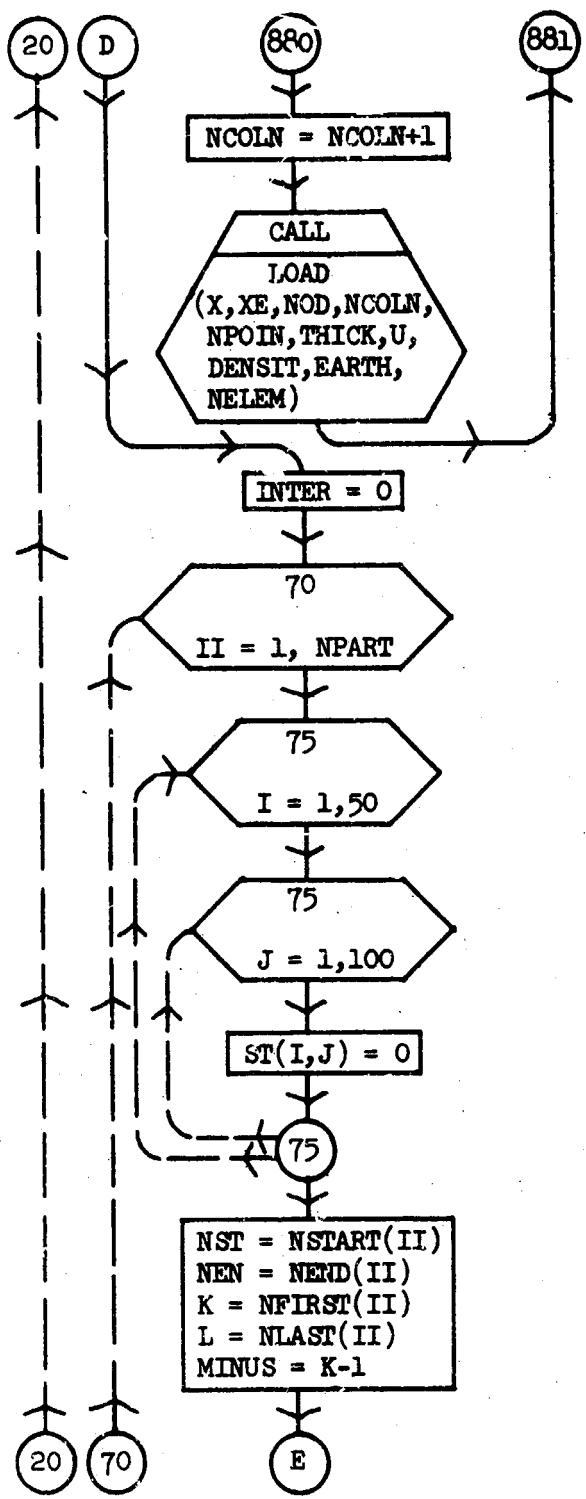 20
D
880
881
NCOLN = NCOLN+1
CALL
LOAD
(X,XE,NOD,NCOLN,
NPOIN,THICK,U,
DENSIT,EARTH,
NELEM)
INTER = 0
70
II = 1, NPART
75
I = 1,50
75
J = 1,100
ST(I,J) = 0
75
NST = NSTART(II)
NEN = NEND(II)
K = NFIRST(II)
L = NLAST(II)
MINUS = K-1
20
70
E